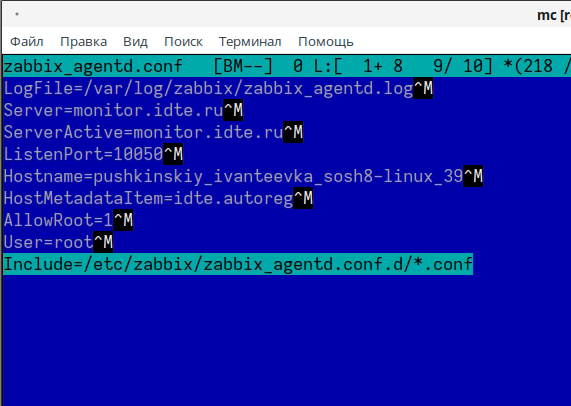 mc [r
Файл Правка Вид Поиск Терминал Помощь
zabbix_agentd.conf [BM--] 0 L:[ 1+ 8 9/ 10] *(218 /
LogFile=/var/log/zabbix/zabbix_agentd.log^M
Server=monitor.idte.ru^M
ServerActive=monitor.idte.ru^M
ListenPort=10050^M
Hostname=pushkinskiy_ivanteevka_sosh8-linux_39^M
HostMetadataItem=idte.autoreg^M
AllowRoot=1^M
User=root^M
Include=/etc/zabbix/zabbix_agentd.conf.d/*.conf